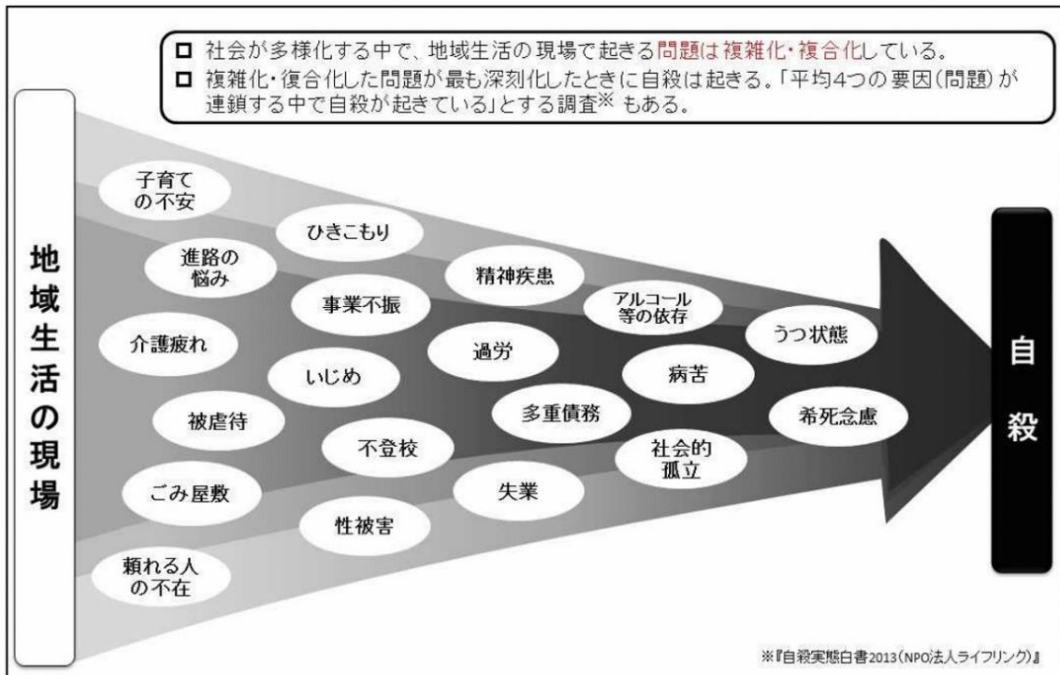 □ 社会が多様化する中で、地域生活の現場で起きる問題は複雑化・複合化している。
□ 複雑化・復合化した問題が最も深刻化したときに自殺は起きる。「平均4つの要因(問題)が
連鎖する中で自殺が起きている」とする調査※ もある。
地域生活の現場
子育て
の不安
ひきこもり
進路の
悩み
精神疾患
事業不振
アルコール
等の依存
うつ状態
介護疲れ
過労
いじめ
病苦
被虐待
多重債務
希死念慮
不登校
社会的
孤立
ごみ屋敷
失業
性被害
頼れる人
の不在
自殺
※『自殺実態白書2013(NPO法人ライフリンク)』